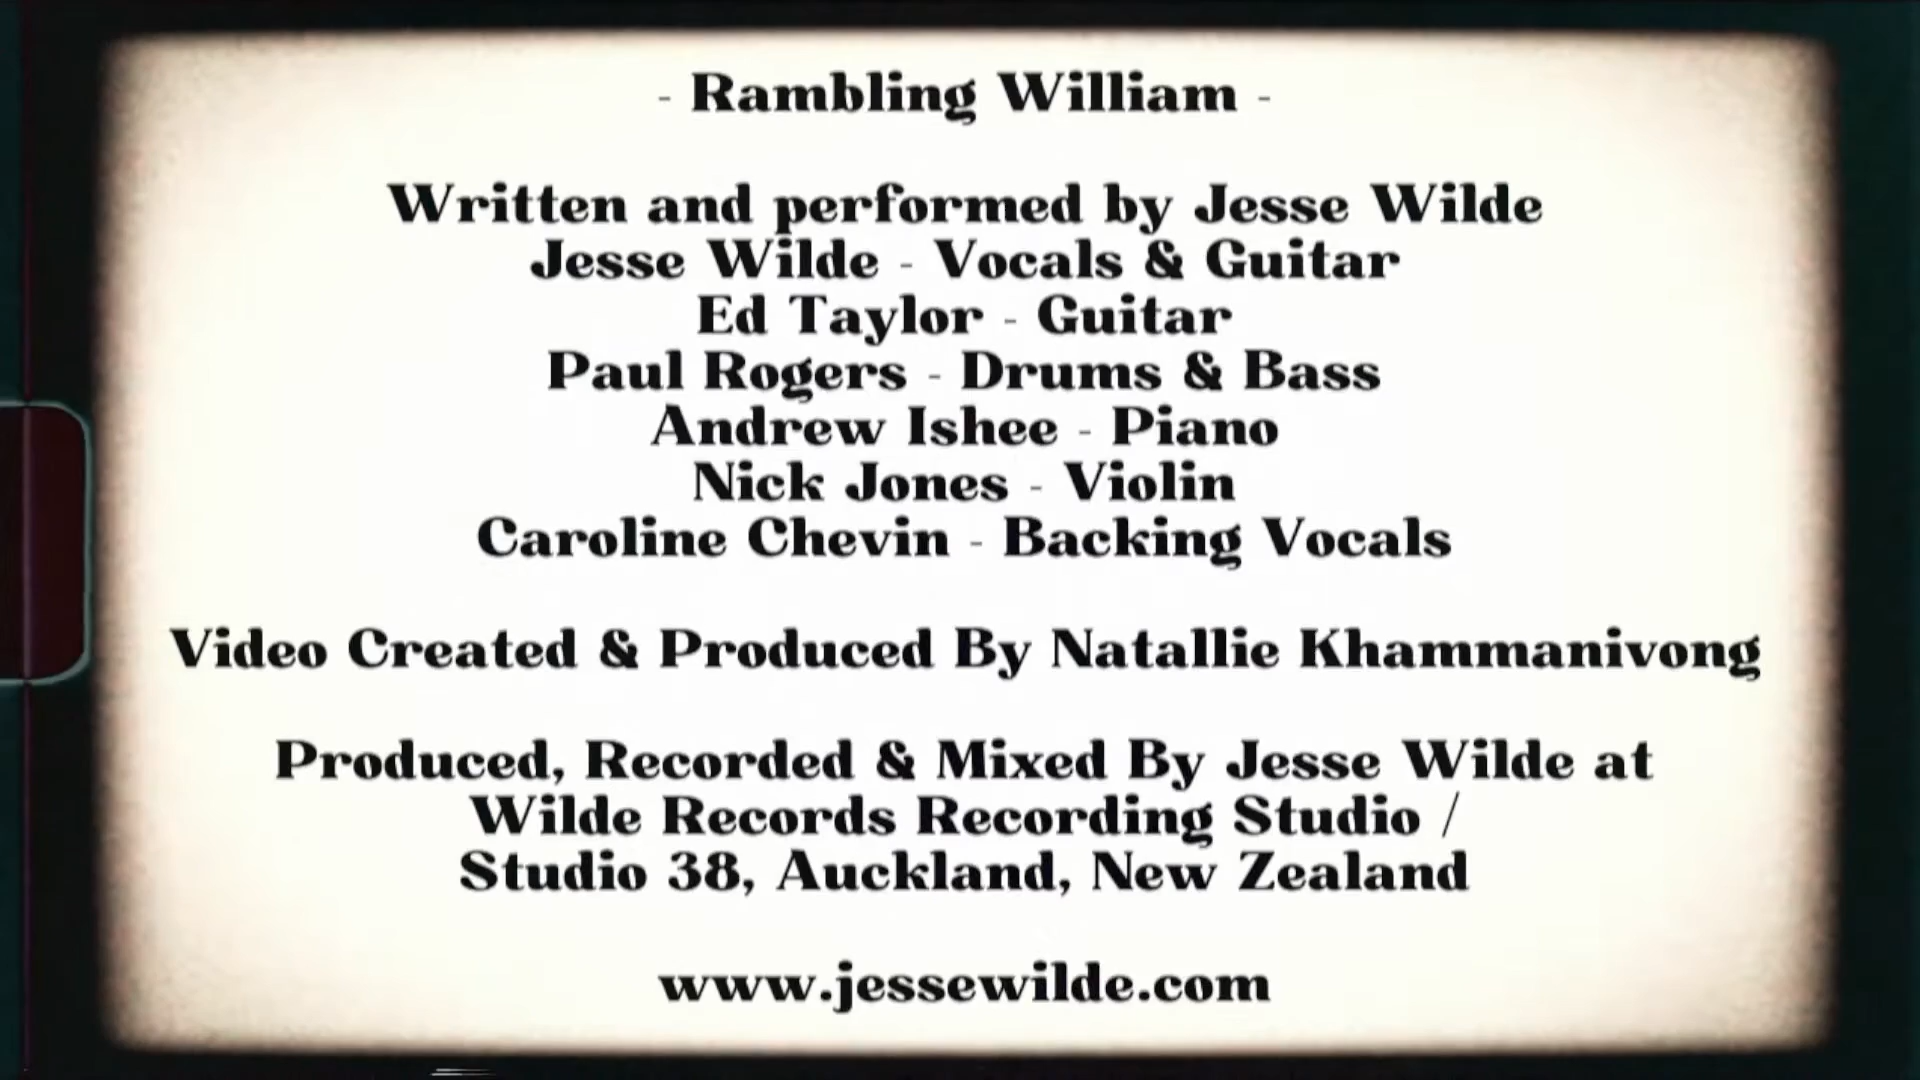 - Rambling William -
Written and performed by Jesse Wilde
Jesse Wilde - Vocals & Guitar
Ed Taylor - Guitar
Paul Rogers - Drums & Bass
Andrew Ishee - Piano
Nick Jones - Violin
Caroline Chevin - Backing Vocals
Video Created & Produced By Natallie Khammanivong
Produced, Recorded & Mixed By Jesse Wilde at
Wilde Records Recording Studio /
Studio 38, Auckland, New Zealand
www.jessewilde.com